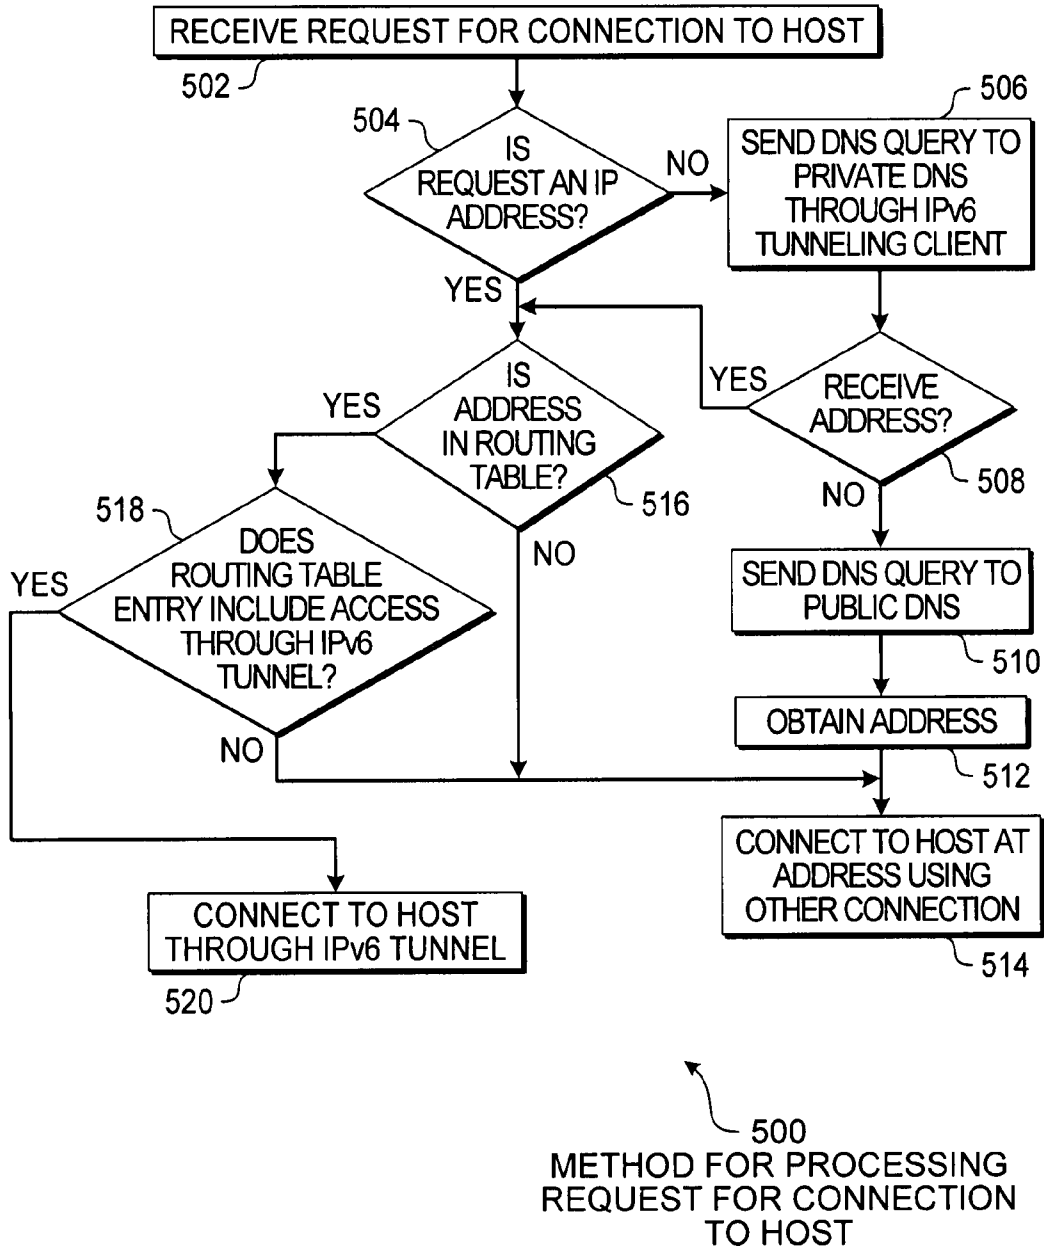 RECEIVE REQUEST FOR CONNECTION TO HOST
502
504
IS
REQUEST AN IP
ADDRESS?
NO
YES
506
SEND DNS QUERY TO
PRIVATE DNS
THROUGH IPv6
TUNNELING CLIENT
YES
RECEIVE
ADDRESS?
508
NO
YES
IS
ADDRESS
IN ROUTING
TABLE?
516
NO
518
YES
DOES
ROUTING TABLE
ENTRY INCLUDE ACCESS
THROUGH IPv6
TUNNEL?
NO
SEND DNS QUERY TO
PUBLIC DNS
510
OBTAIN ADDRESS
512
CONNECT TO HOST AT
ADDRESS USING
OTHER CONNECTION
514
CONNECT TO HOST
THROUGH IPv6 TUNNEL
520
500
METHOD FOR PROCESSING
REQUEST FOR CONNECTION
TO HOST